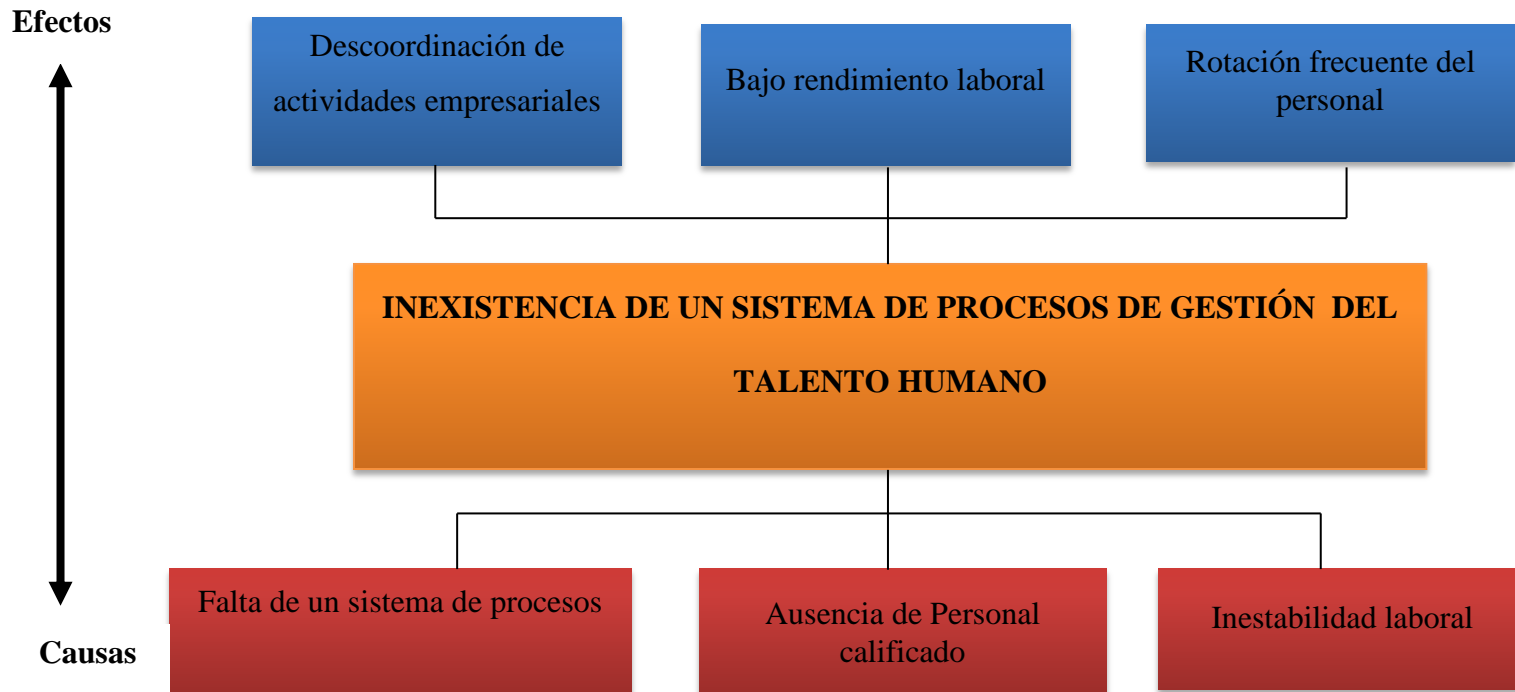 Efectos
Descoordinación de
actividades empresariales
Bajo rendimiento laboral
Rotación frecuente del
personal
INEXISTENCIA DE UN SISTEMA DE PROCESOS DE GESTIÓN DEL
TALENTO HUMANO
Falta de un sistema de procesos
Ausencia de Personal
calificado
Inestabilidad laboral
Causas